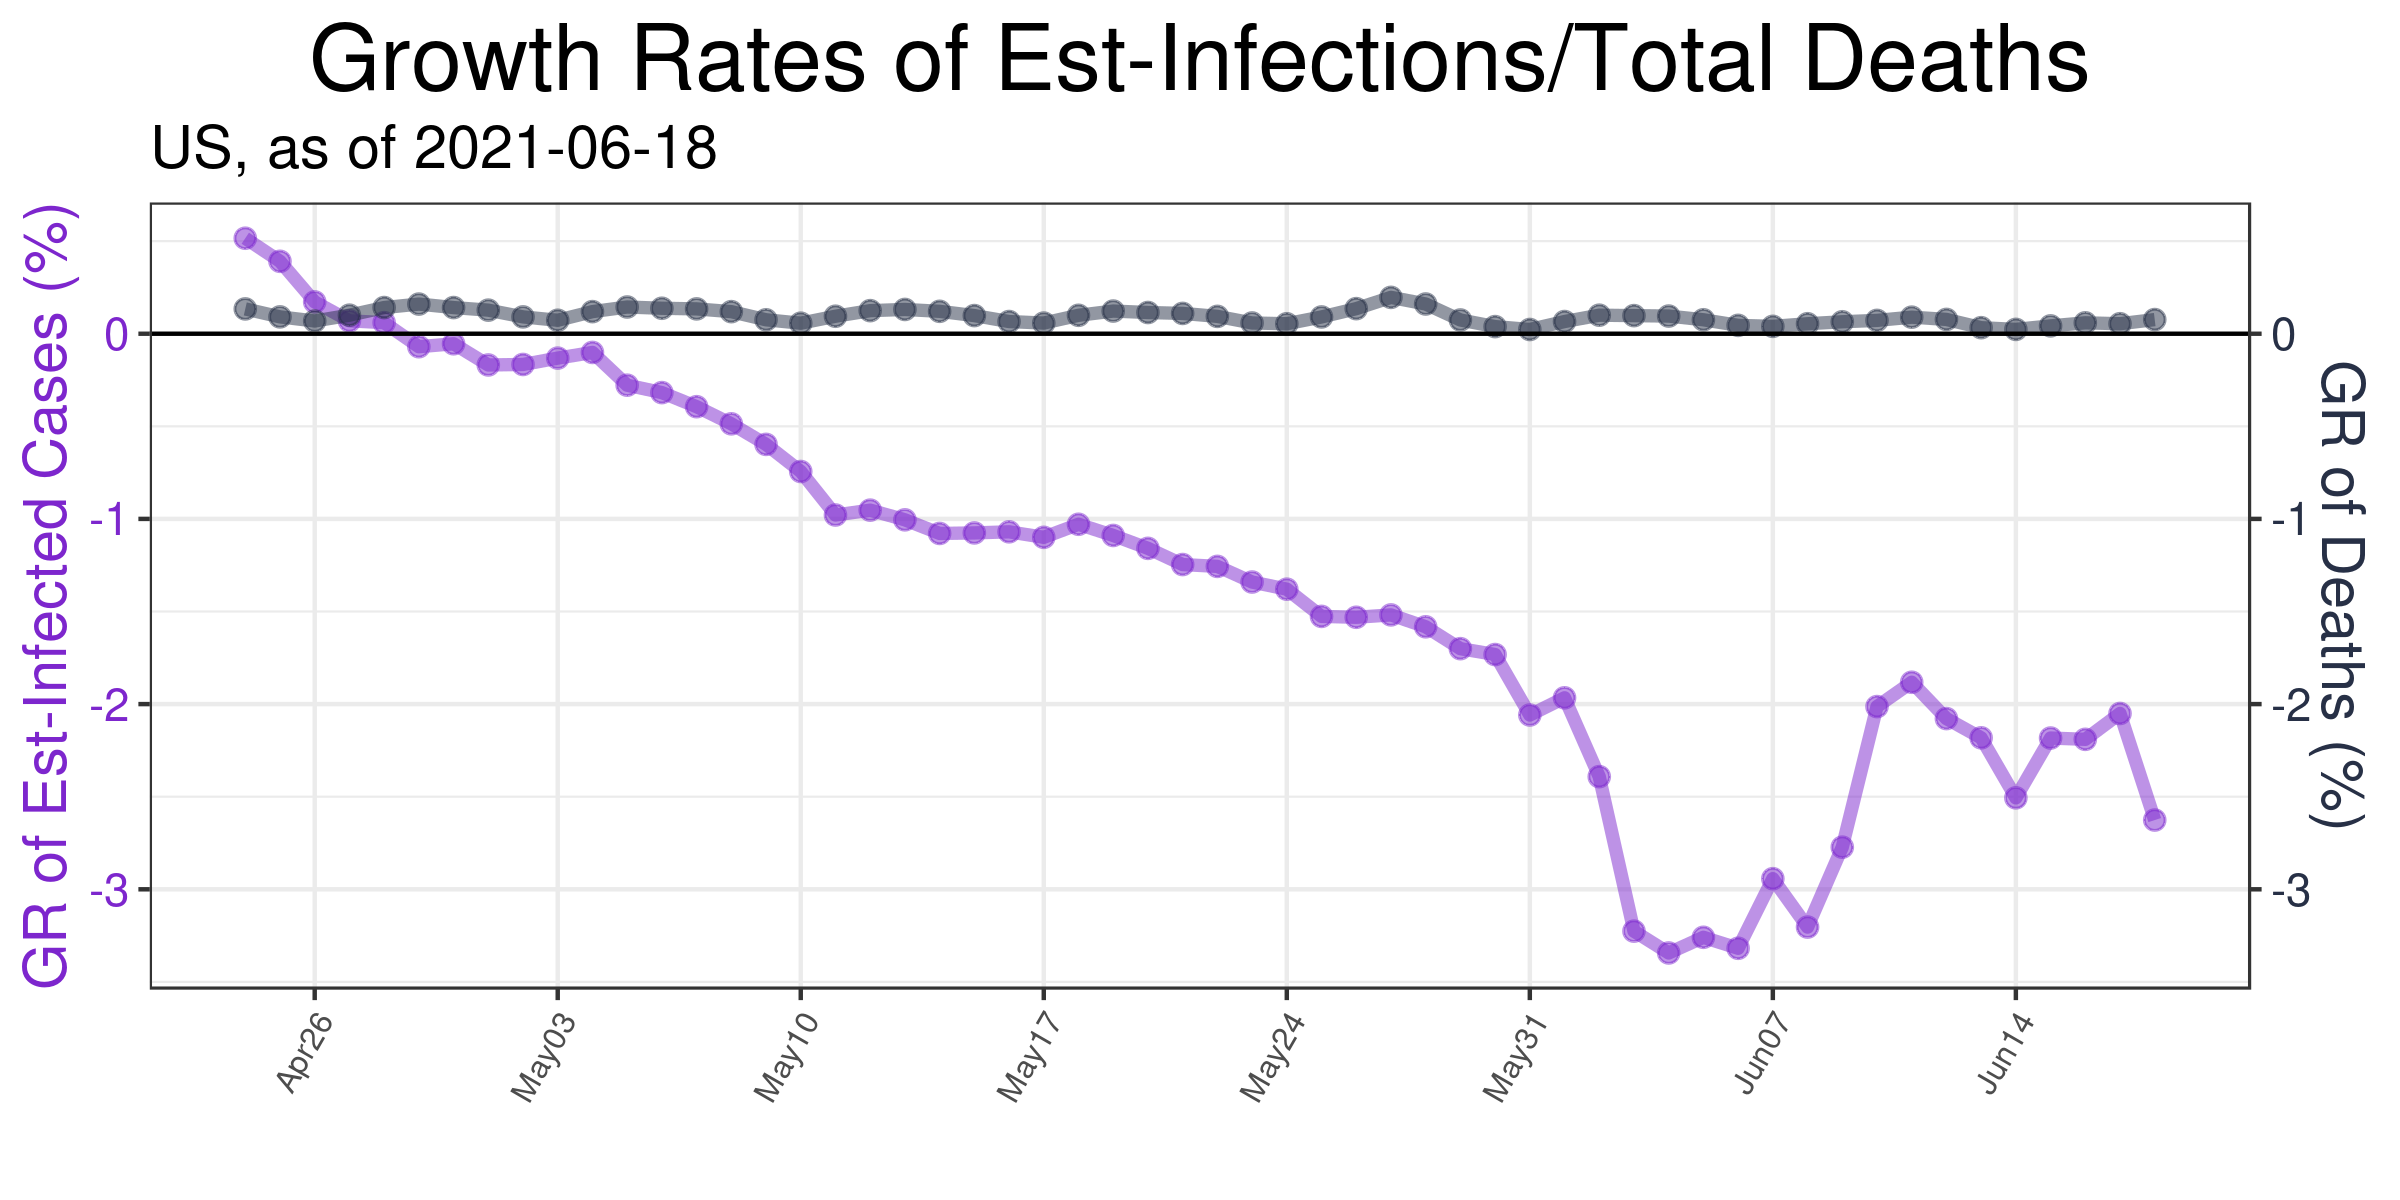 Growth Rates of Est-Infections/Total Deaths
US, as of 2021-06-18
GR of Est-Infected Cases (%)
0
-1
-2
-3
0
-1
-2
-3
GR of Deaths (%)
Apr26
May03
May10
May17
May24
May31
Jun07
Jun14